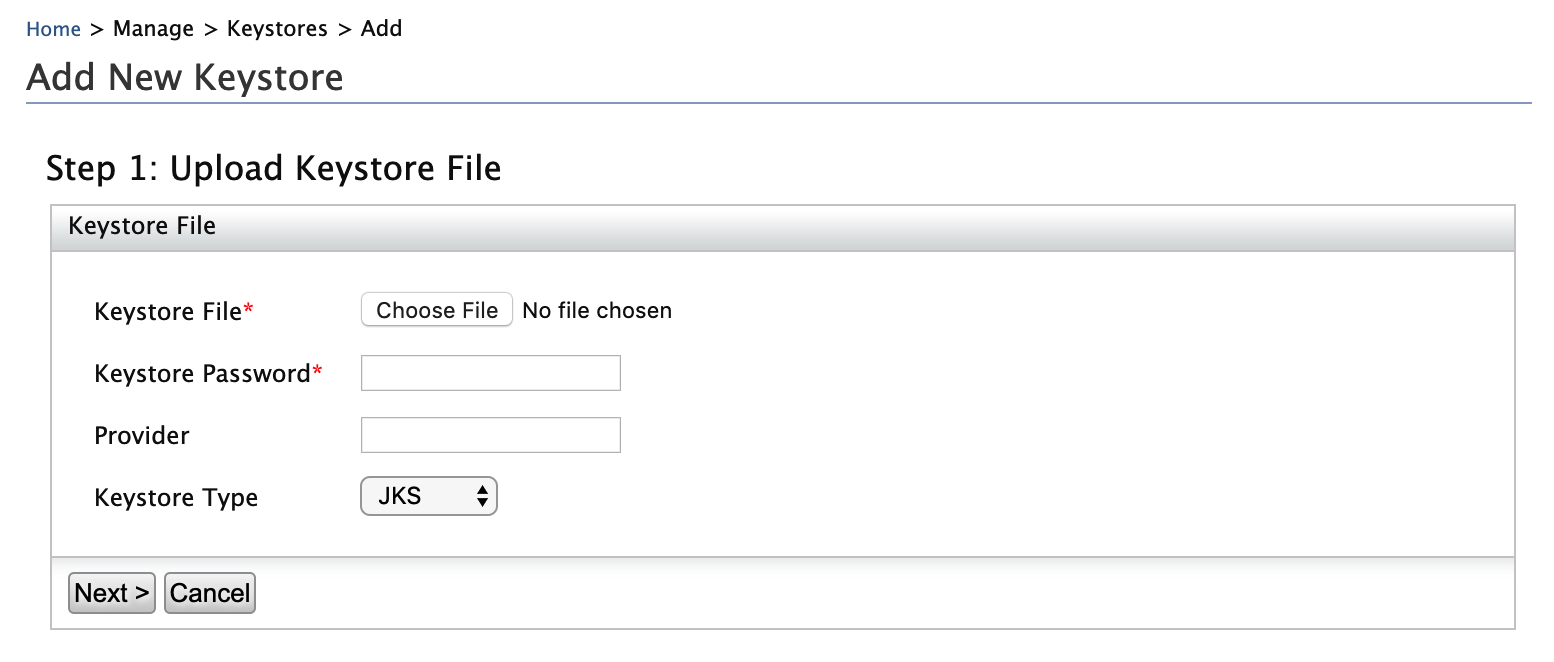 Home > Manage > Keystores > Add
Add New Keystore
Step 1: Upload Keystore File
Keystore File
Keystore File* Choose File No file chosen
Keystore Password*
Provider
Keystore Type JKS
Next > Cancel